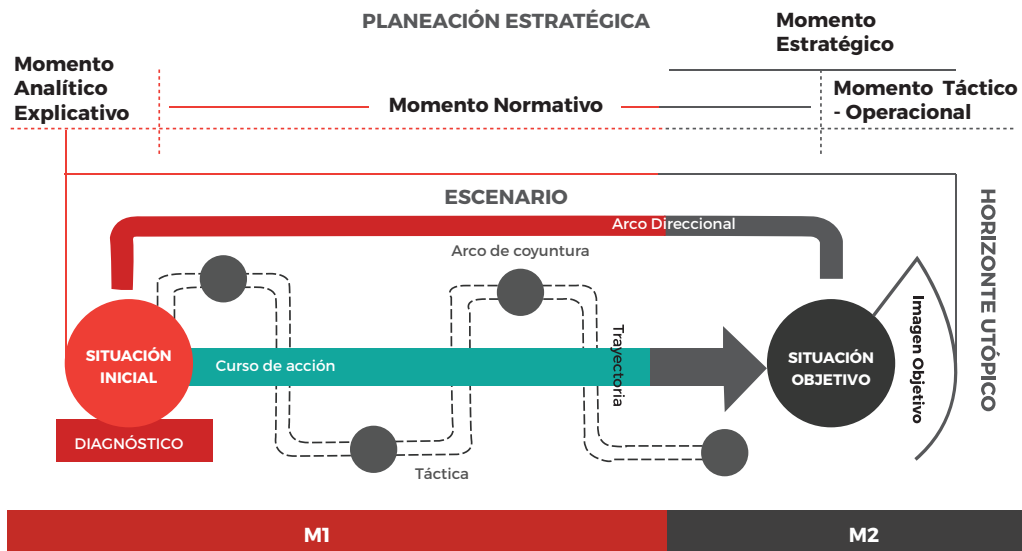 PLANEACIÓN ESTRATÉGICA
Momento
Estratégico
Momento
Analítico
Explicativo
Momento Normativo
Momento Táctico
- Operacional
ESCENARIO
HORIZONTE UTÓPICO
Arco Direccional
Arco de coyuntura
Imagen Objetivo
Trayectoria
SITUACIÓN
INICIAL
Curso de acción
SITUACIÓN
OBJETIVO
DIAGNÓSTICO
Táctica
M1
M2